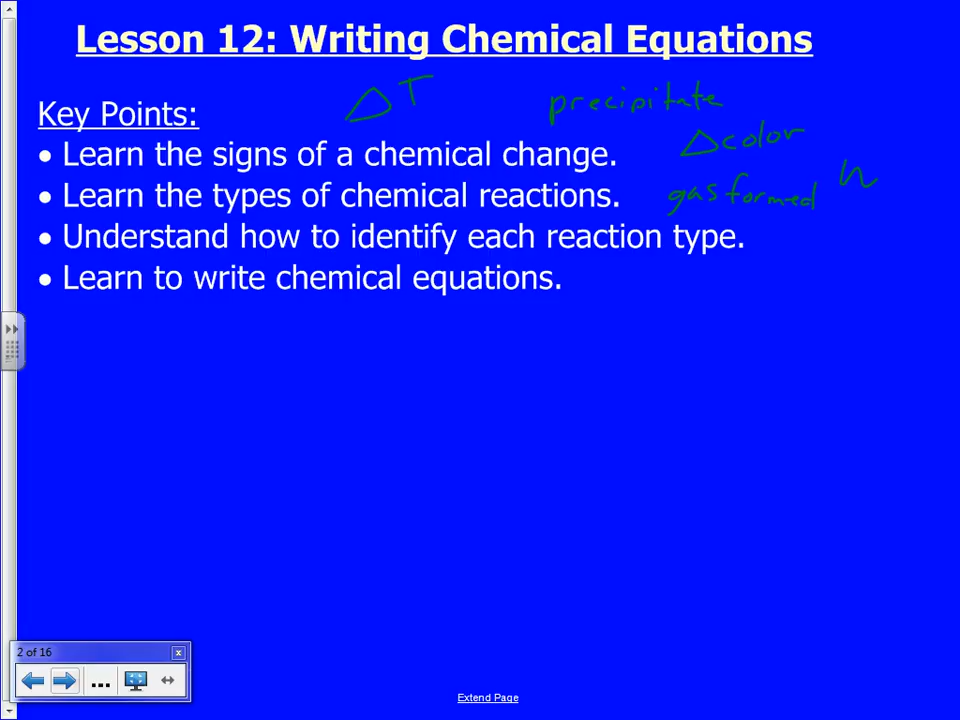 Lesson 12: Writing Chemical Equations
Δ T
precipitate
Key Points:
Δcolor
• Learn the signs of a chemical change.
gas formed
• Learn the types of chemical reactions.
• Understand how to identify each reaction type.
• Learn to write chemical equations.
2 of 16
x
...
Extend Page